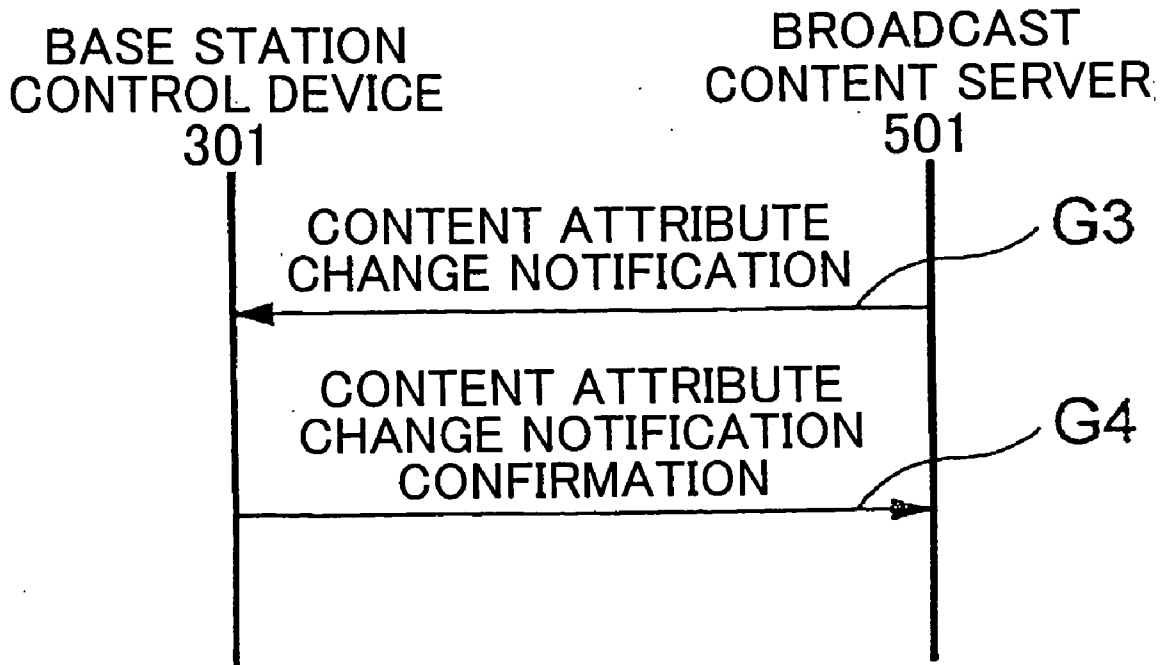 BASE STATION
CONTROL DEVICE
301
BROADCAST
CONTENT SERVER
501
CONTENT ATTRIBUTE
CHANGE NOTIFICATION
G3
CONTENT ATTRIBUTE
CHANGE NOTIFICATION
CONFIRMATION
G4